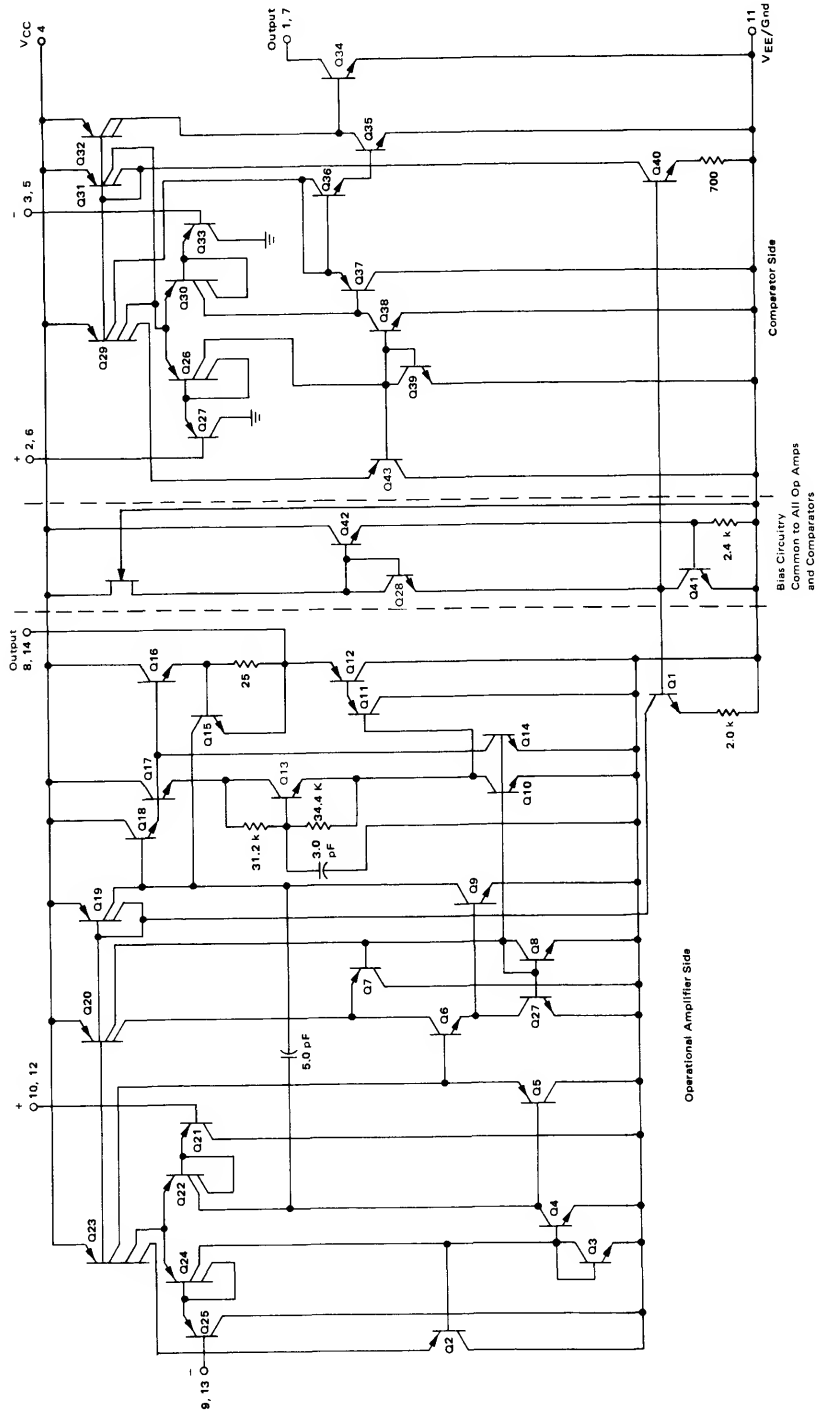 VCC
4
Output
1, 7
11
VEE/Gnd
− 3, 5
Q32
Q31
Q34
Q35
Q36
Q40
700
Q33
Q30
Q37
Q38
Q29
Q26
Q27
Q39
Comparator Side
+ 2, 6
Q43
Q42
Q28
Q41
2.4 k
Bias Circuitry
Common to All Op Amps
and Comparators
Output
8, 14
Q16
25
Q12
Q15
Q11
Q1
2.0 k
Q17
Q14
Q13
34.4 K
Q18
31.2 k
3.0
pF
Q10
Q19
Q9
Q20
Q7
Q8
Q6
Q27
5.0 pF
+ 10, 12
Q21
Q5
Operational Amplifier Side
Q22
Q23
Q4
Q24
Q3
Q25
Q2
−
9, 13